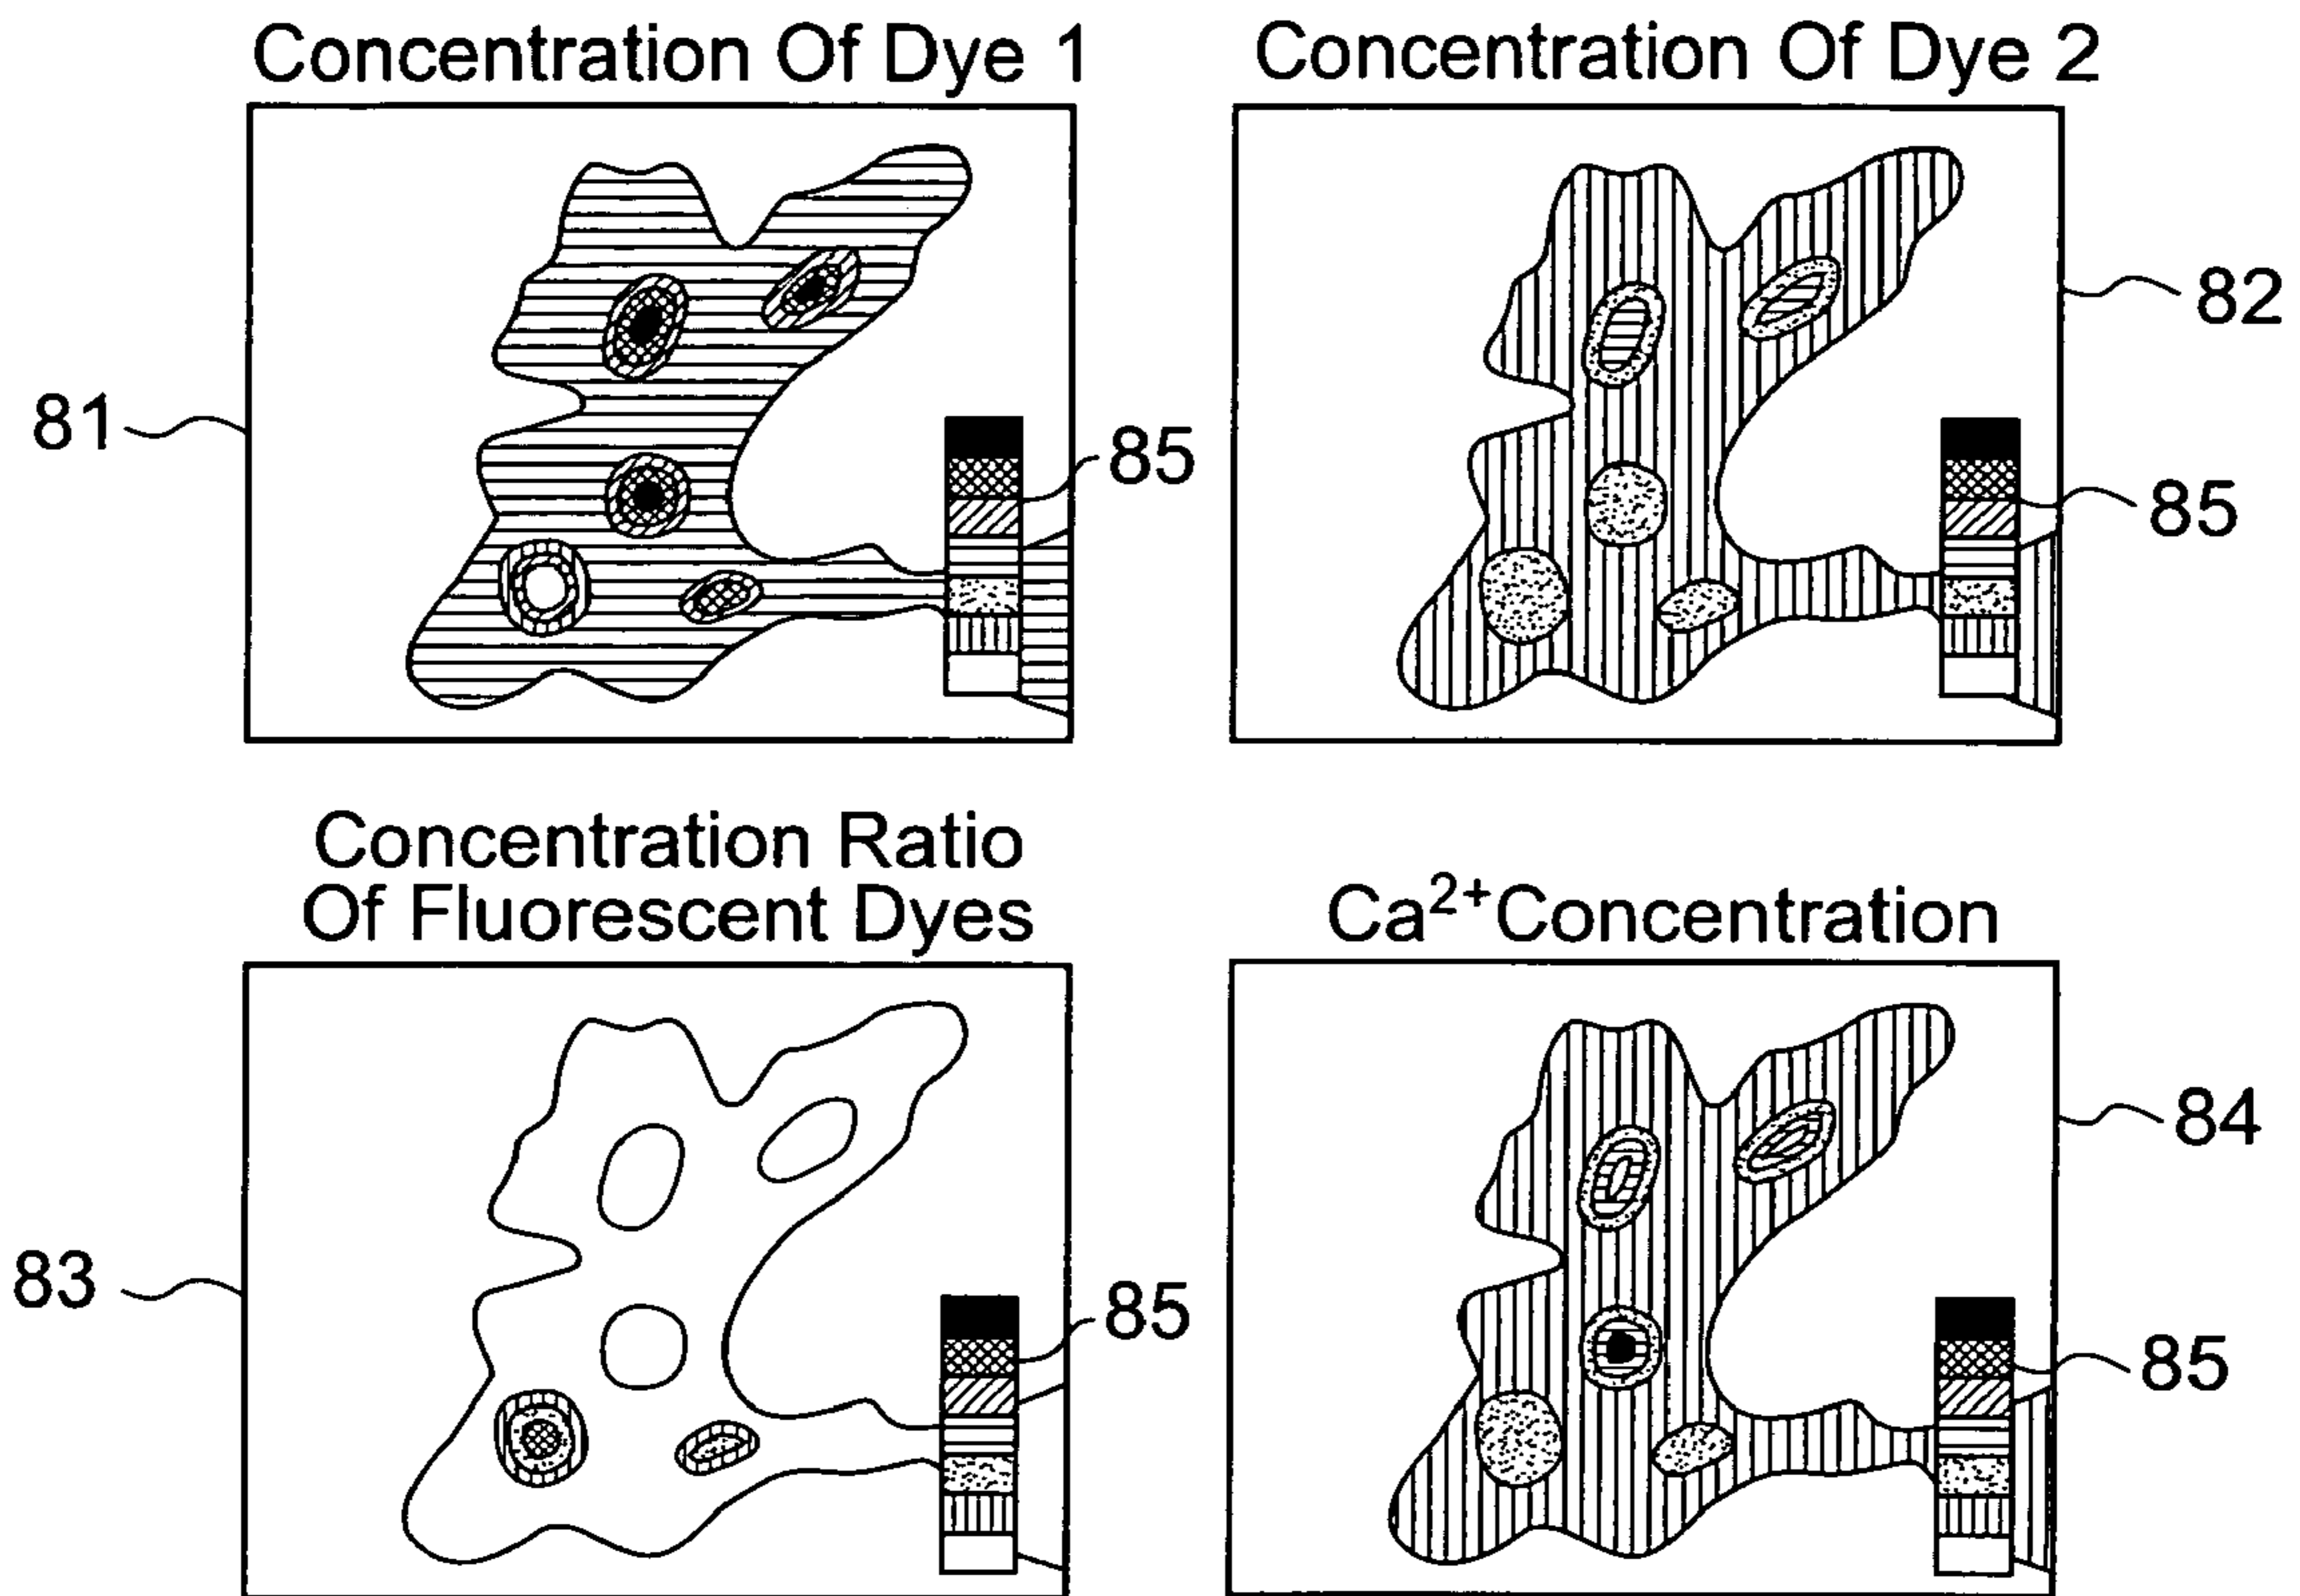 Concentration Of Dye 1
Concentration Of Dye 2
81
85
82
85
Concentration Ratio
Of Fluorescent Dyes
Ca²⁺Concentration
83
85
84
85